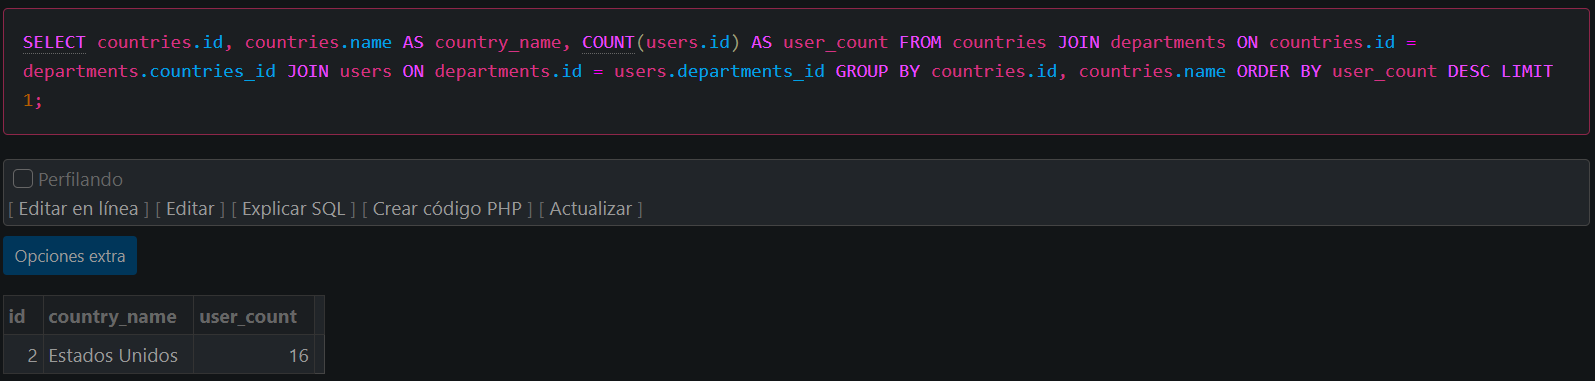 SELECT countries.id, countries.name AS country_name, COUNT(users.id) AS user_count FROM countries JOIN departments ON countries.id =
departments.countries_id JOIN users ON departments.id = users.departments_id GROUP BY countries.id, countries.name ORDER BY user_count DESC LIMIT
1;
Perfilando
[ Editar en línea ] [ Editar ] [ Explicar SQL ] [ Crear código PHP ] [ Actualizar ]
Opciones extra
id country_name user_count
2 Estados Unidos 16